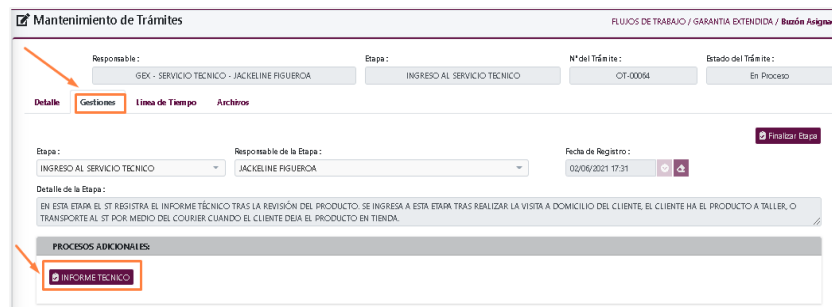 Mantenimiento de Trámites
FLUJOS DE TRABAJO / GARANTIA EXTENDIDA / Buzón Asigna
Responsable :
Etapa :
N° del Trámite :
Estado del Trámite :
GEX - SERVICIO TECNICO - JACKELINE FIGUEROA
INGRESO AL SERVICIO TECNICO
OT-00064
En Proceso
Detalle
Gestiones
Linea de Tiempo
Archivos
Finalizar Etapa
Etapa :
Responsable de la Etapa :
Fecha de Registro :
INGRESO AL SERVICIO TECNICO
JACKELINE FIGUEROA
02/06/2021 17:31
Detalle de la Etapa :
EN ESTA ETAPA EL ST REGISTRA EL INFORME TÉCNICO TRAS LA REVISIÓN DEL PRODUCTO. SE INGRESA A ESTA ETAPA TRAS REALIZAR LA VISITA A DOMICILIO DEL CLIENTE, EL CLIENTE HA EL PRODUCTO A TALLER, O
TRANSPORTE AL ST POR MEDIO DEL COURIER CUANDO EL CLIENTE DEJA EL PRODUCTO EN TIENDA.
PROCESOS ADICIONALES:
INFORME TECNICO